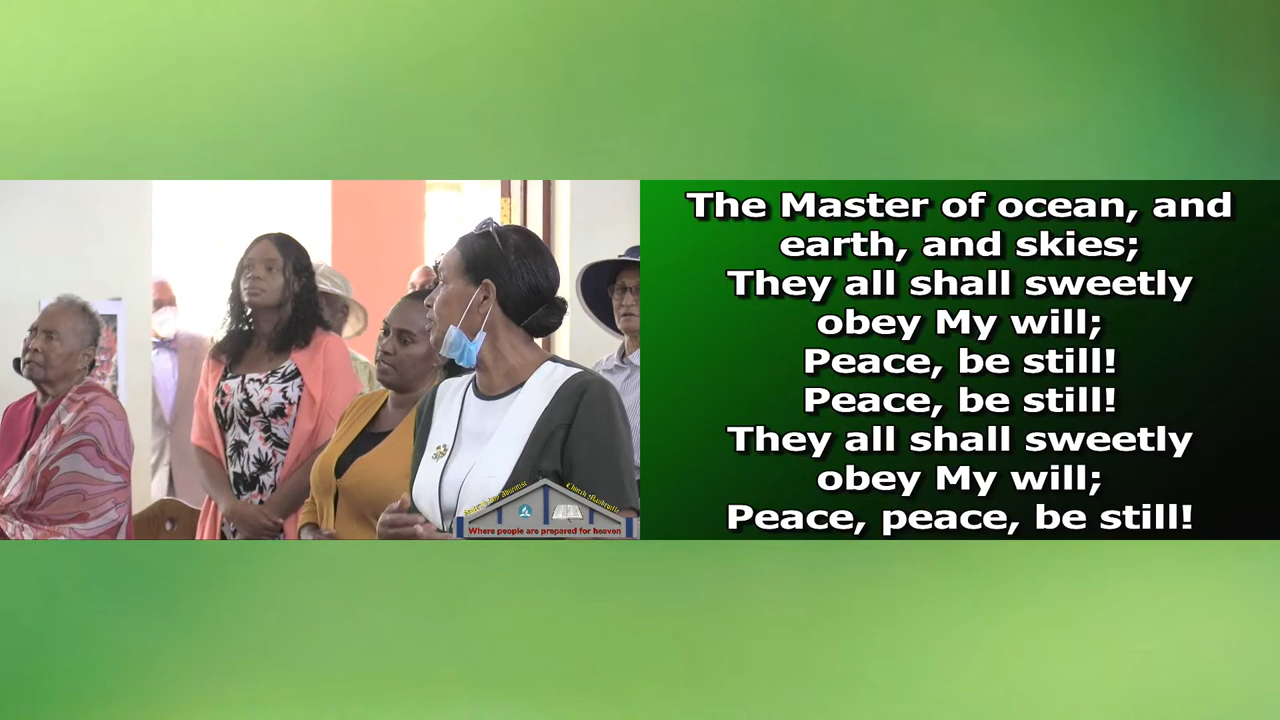 The Master of ocean, and
earth, and skies;
They all shall sweetly
obey My will;
Peace, be still!
Peace, be still!
They all shall sweetly
obey My will;
Peace, peace, be still!
Church Mandeville
Where people are prepared for heaven